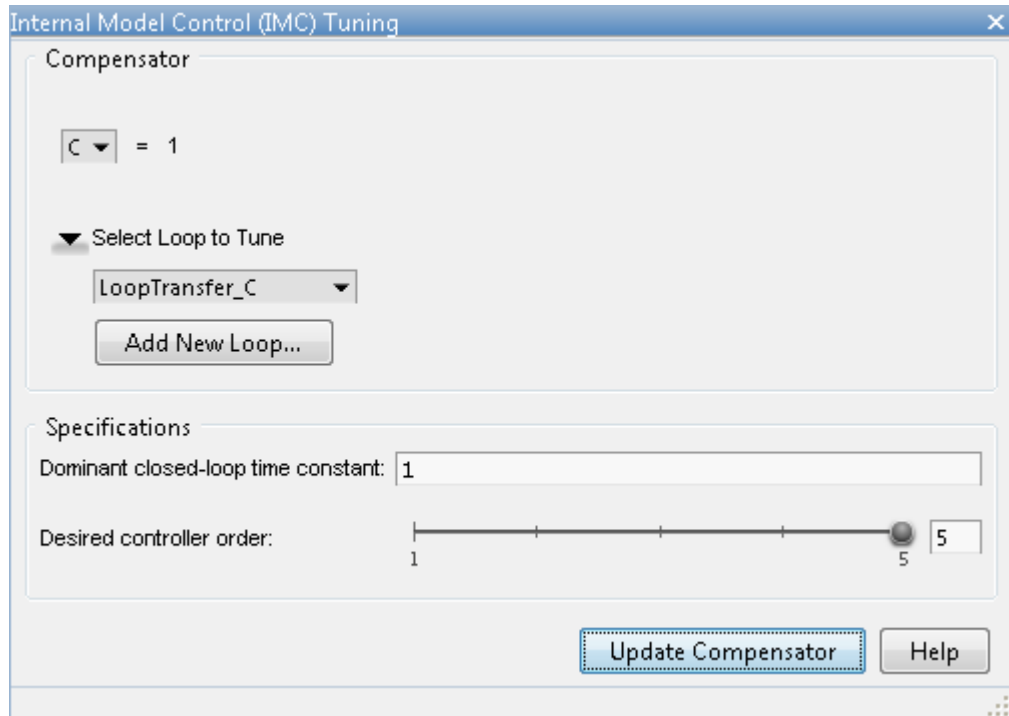 Internal Model Control (IMC) Tuning
Compensator
C = 1
Select Loop to Tune
LoopTransfer_C
Add New Loop...
Specifications
Dominant closed-loop time constant: 1
Desired controller order: 5
1 5
Update Compensator Help